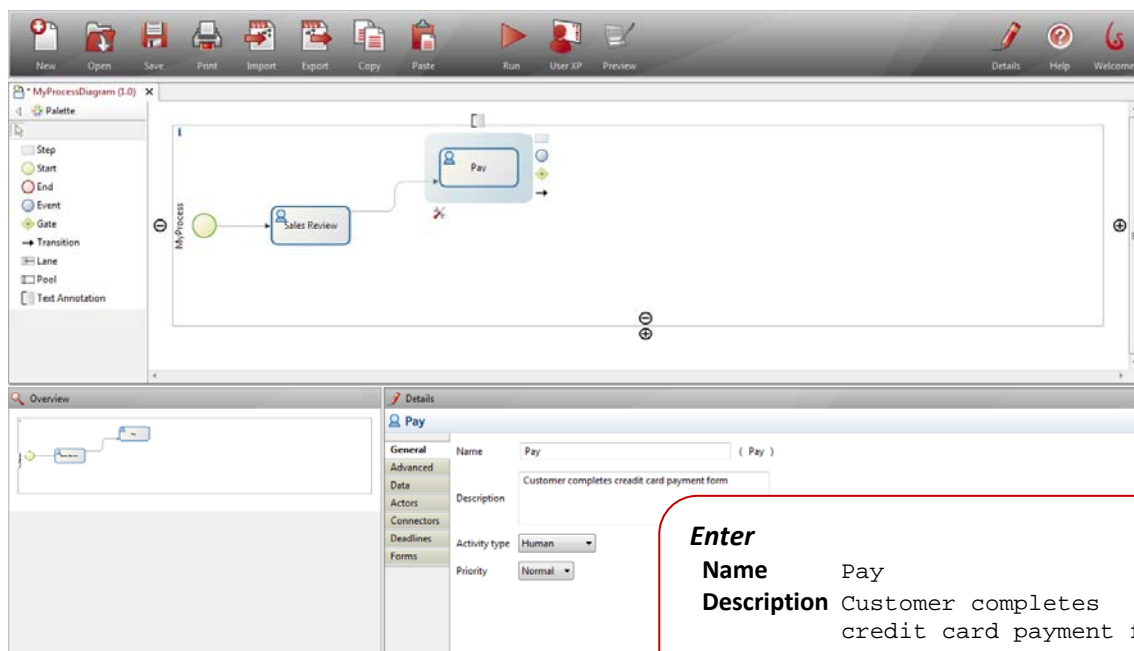 New Open Save Print Import Export Copy Paste Run User XP Preview Details Help Welcome
* MyProcessDiagram (1.0)
Palette
Step
Start
End
Event
Gate
Transition
Lane
Pool
Text Annotation
i
MyProcess
Sales Review
Pay
Overview
Details
Pay
General
Advanced
Data
Actors
Connectors
Deadlines
Forms
Name Pay ( Pay )
Description Customer completes creadit card payment form
Activity type Human
Priority Normal
Enter
Name Pay
Description Customer completes
credit card payment f